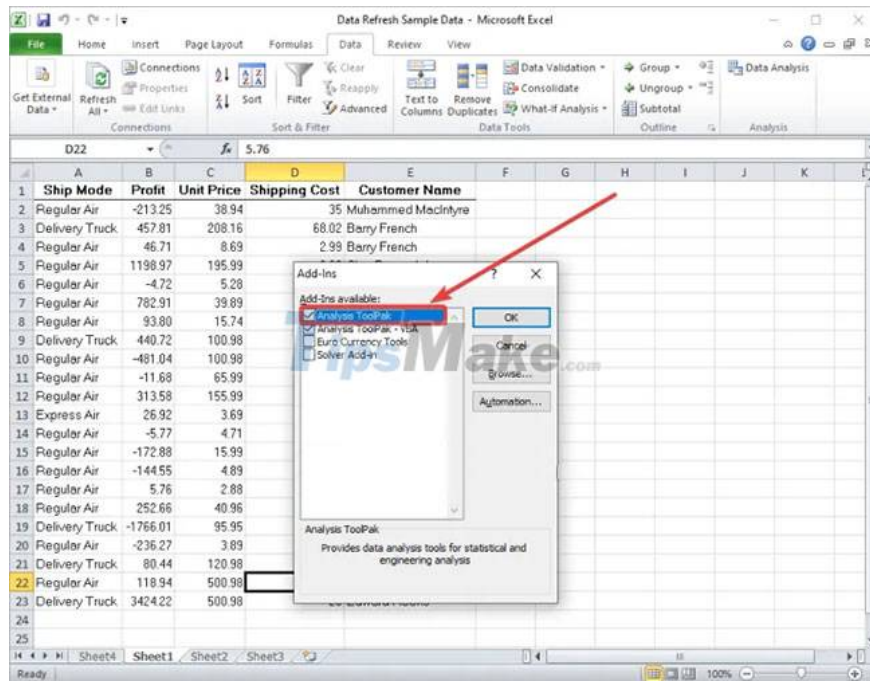 Data Refresh Sample Data - Microsoft Excel
File Home Insert Page Layout Formulas Data Review View
Get External Data
Refresh All
Connections
Properties
Edit Links
Connections
Sort
Filter
Clear
Reapply
Advanced
Sort & Filter
Text to Columns
Remove Duplicates
Data Validation
Consolidate
What-If Analysis
Data Tools
Group
Ungroup
Subtotal
Outline
Data Analysis
Analysis
D22 fx 5.76
A B C D E F G H I J K
1 Ship Mode Profit Unit Price Shipping Cost Customer Name
2 Regular Air -213.25 38.94 35 Muhammed MacIntyre
3 Delivery Truck 457.81 208.16 68.02 Barry French
4 Regular Air 46.71 8.69 2.99 Barry French
5 Regular Air 1198.97 195.99
6 Regular Air -4.72 5.28
7 Regular Air 782.91 39.89
8 Regular Air 93.80 15.74
9 Delivery Truck 440.72 100.98
10 Regular Air -481.04 100.98
11 Regular Air -11.68 65.99
12 Regular Air 313.58 155.99
13 Express Air 26.92 3.69
14 Regular Air -5.77 4.71
15 Regular Air -172.88 15.99
16 Regular Air -144.55 4.89
17 Regular Air 5.76 2.88
18 Regular Air 252.66 40.96
19 Delivery Truck -1766.01 95.95
20 Regular Air -236.27 3.89
21 Delivery Truck 80.44 120.98
22 Regular Air 118.94 500.98
23 Delivery Truck 3424.22 500.98
24
25
Add-Ins ? ×
Add-Ins available:
Analysis ToolPak
Analysis ToolPak - VBA
Euro Currency Tools
Solver Add-in
OK
Cancel
Browse...
Automation...
Analysis ToolPak
Provides data analysis tools for statistical and
engineering analysis
TipsMake.com
Sheet4 Sheet1 Sheet2 Sheet3
Ready 100%